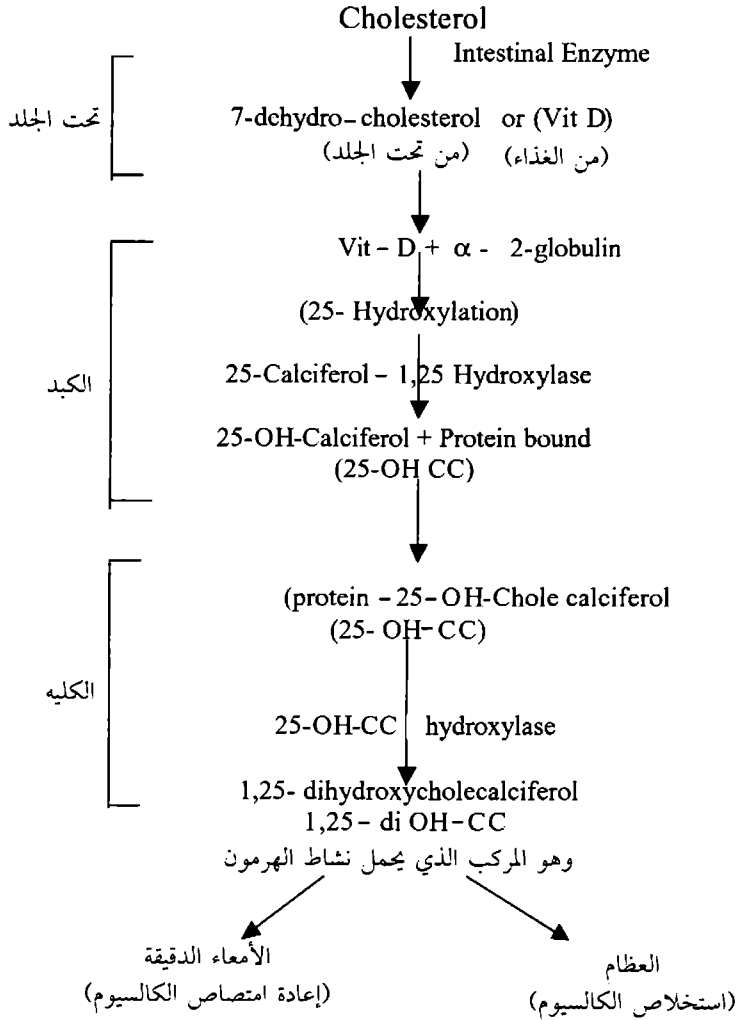 Cholesterol
Intestinal Enzyme
تحت الجلد
7-dchydro-cholesterol or (Vit D)
(من تحت الجلد) (من الغذاء)
Vit - D + α - 2-globulin
(25- Hydroxylation)
الكبد
25-Calciferol - 1,25 Hydroxylase
25-OH-Calciferol + Protein bound
(25-OH CC)
(protein -25-OH-Chole calciferol
(25- OH-CC)
الكليه
25-OH-CC hydroxylase
1,25- dihydroxycholecalciferol
1,25- di OH-CC
وهو المركب الذي يحمل نشاط الهرمون
الأمعاء الدقيقة
(إعادة امتصاص الكالسيوم)
العظام
(استخلاص الكالسيوم)